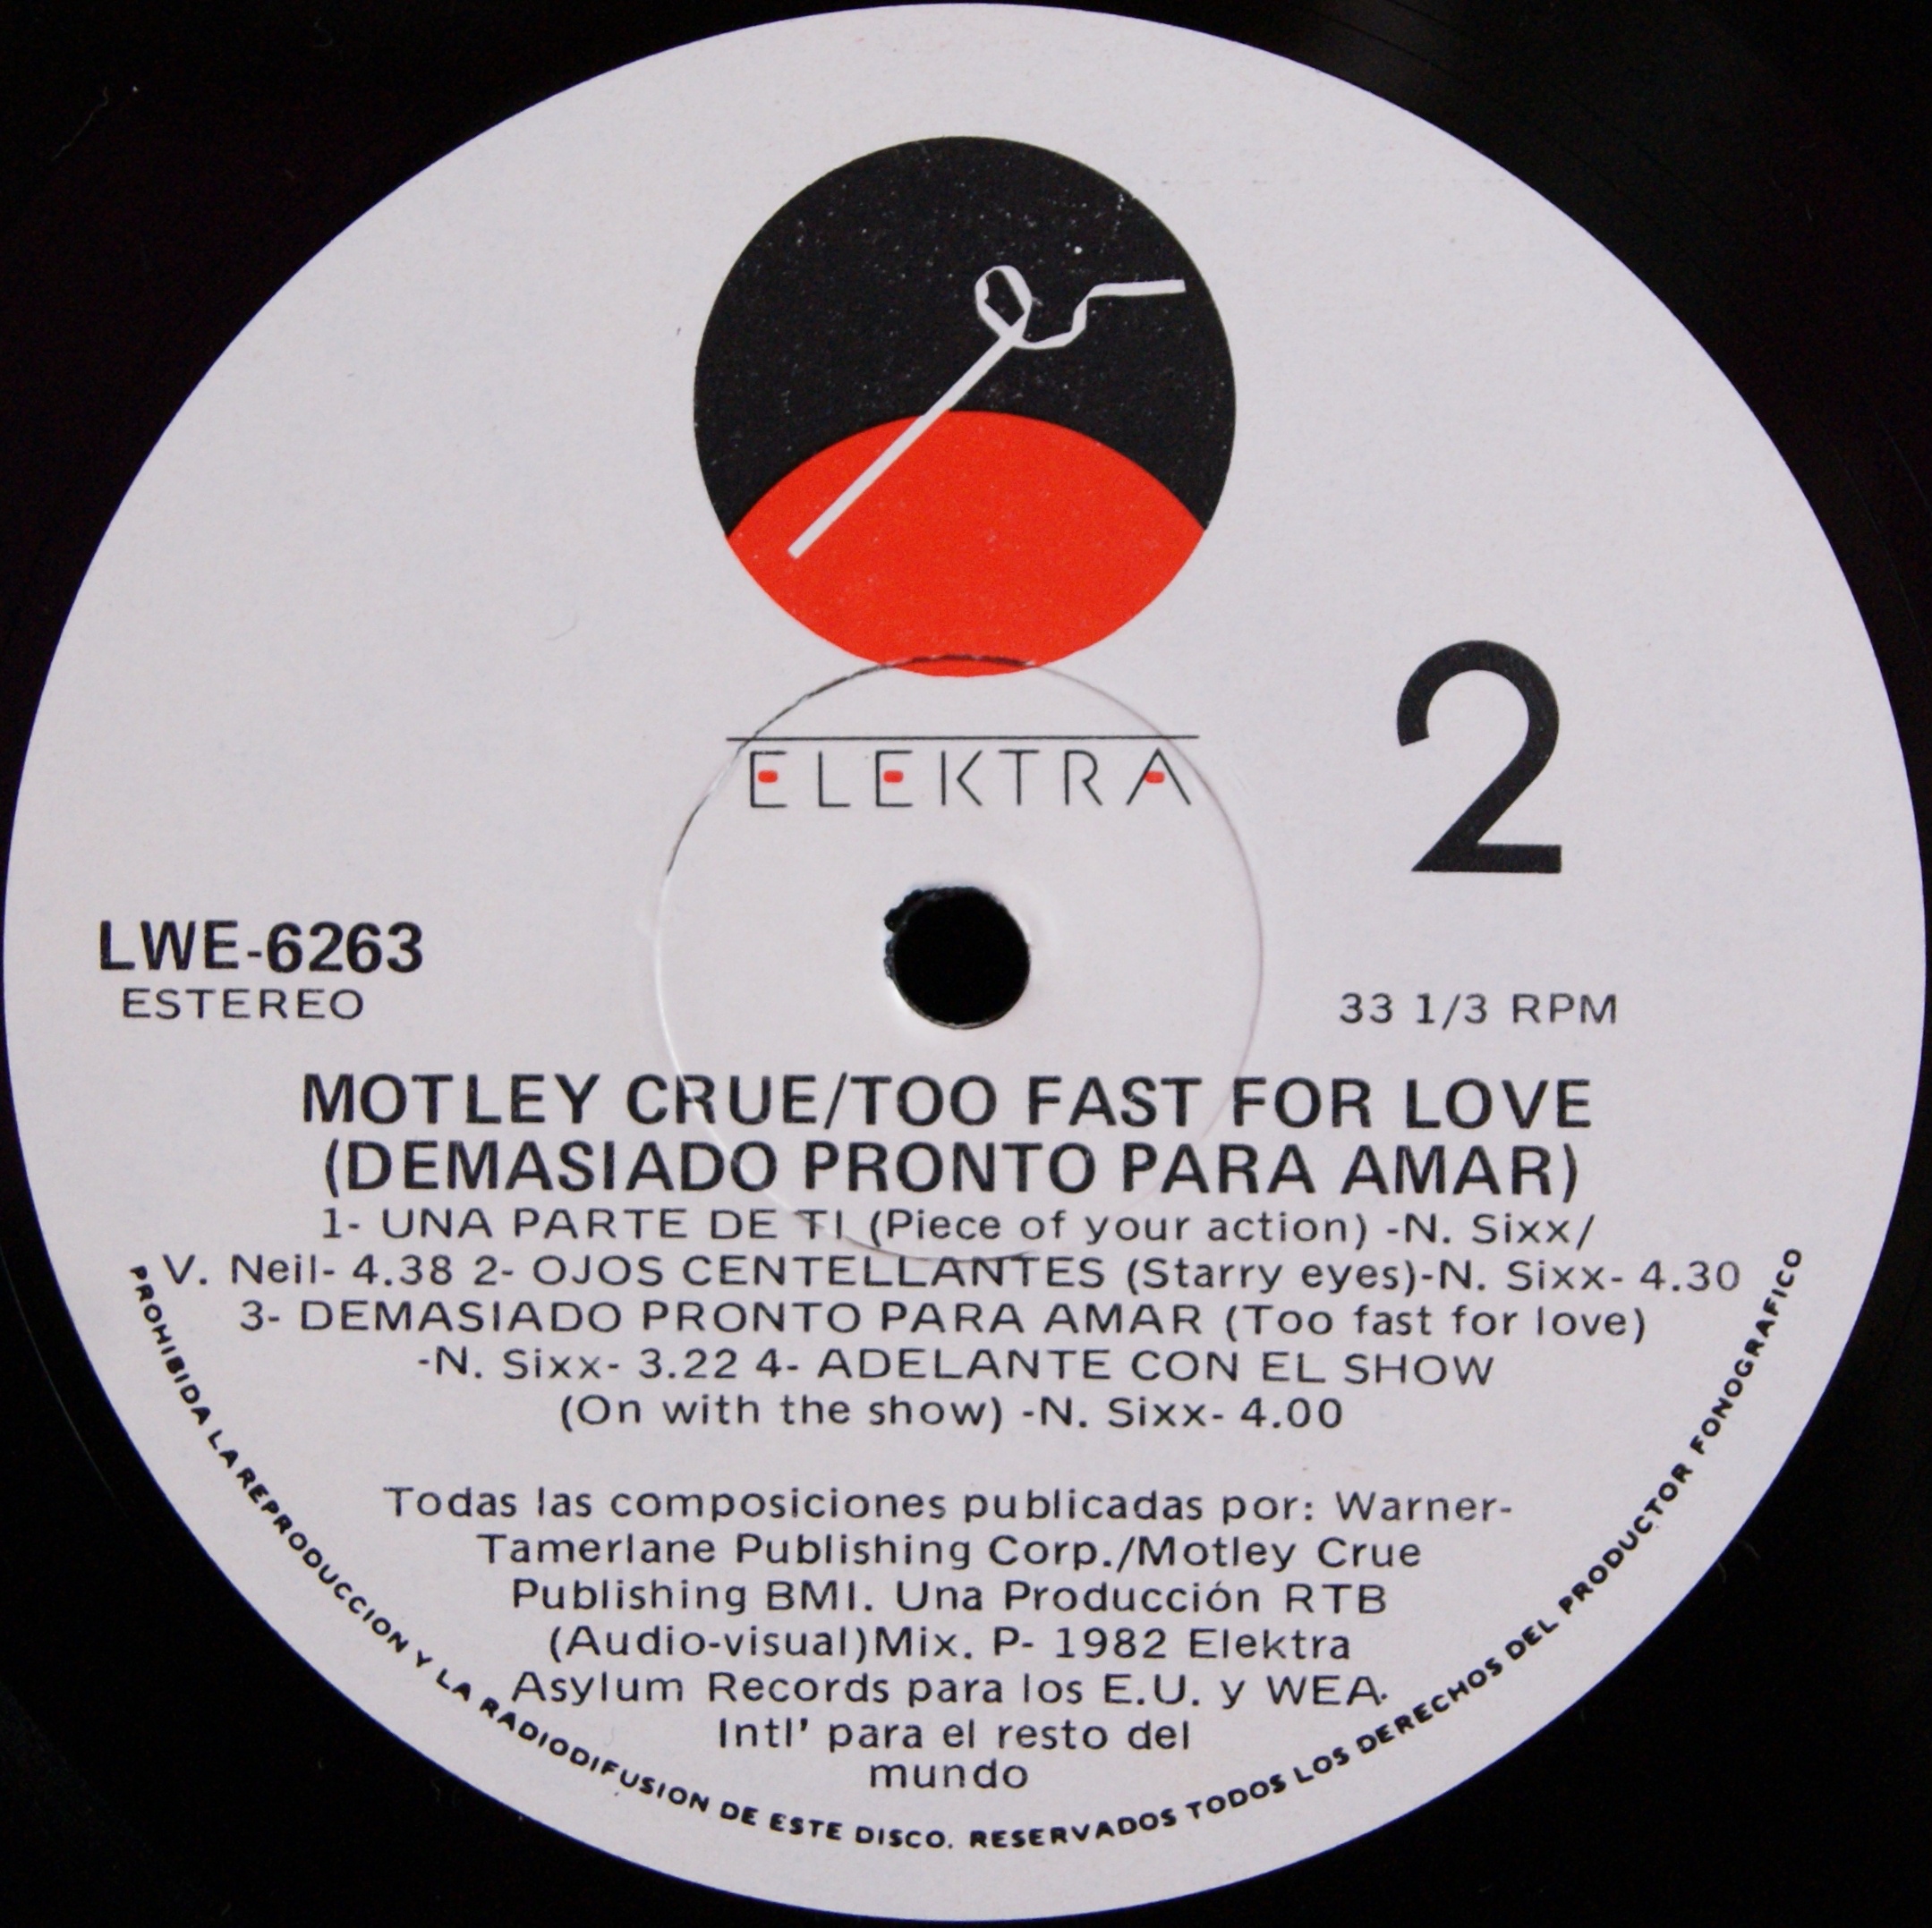 ELEKTRA
2
LWE-6263
ESTEREO
33 1/3 RPM
MOTLEY CRUE/TOO FAST FOR LOVE
(DEMASIADO PRONTO PARA AMAR)
1- UNA PARTE DE TI (Piece of your action) -N. Sixx/
V. Neil- 4.38 2- OJOS CENTELLANTES (Starry eyes)-N. Sixx- 4.30
3- DEMASIADO PRONTO PARA AMAR (Too fast for love)
-N. Sixx- 3.22 4- ADELANTE CON EL SHOW
(On with the show) -N. Sixx- 4.00
Todas las composiciones publicadas por: Warner-
Tamerlane Publishing Corp./Motley Crue
Publishing BMI. Una Producción RTB
(Audio-visual)Mix. P- 1982 Elektra
Asylum Records para los E.U. y WEA.
Intl' para el resto del
mundo
PROHIBIDA LA REPRODUCCION Y LA RADIODIFUSION DE ESTE DISCO. RESERVADOS TODOS LOS DERECHOS DEL PRODUCTOR FONOGRAFICO